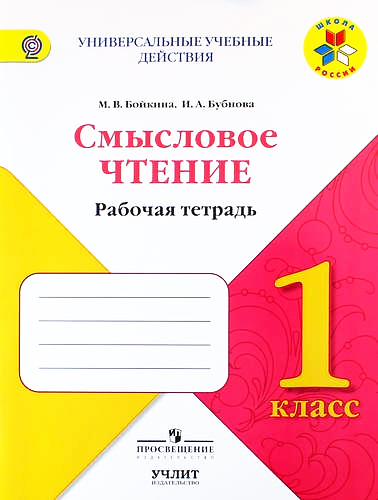 УНИВЕРСАЛЬНЫЕ УЧЕБНЫЕ
ДЕЙСТВИЯ
ШКОЛА
РОССИИ
М. В. Бойкина, И. А. Бубнова
Смысловое
ЧТЕНИЕ
Рабочая тетрадь
1
класс
ПРОСВЕЩЕНИЕ
ИЗДАТЕЛЬСТВО
УЧЛИТ
ИЗДАТЕЛЬСТВО